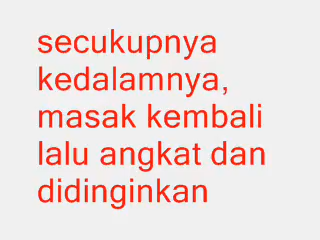 secukupnya
kedalamnya,
masak kembali
lalu angkat dan
didinginkan